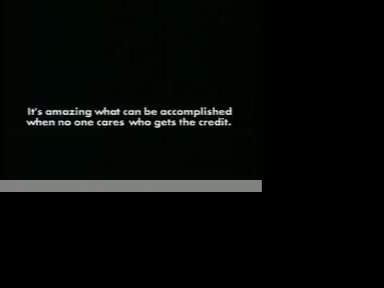 It's amazing what can be accomplished
when no one cares who gets the credit.